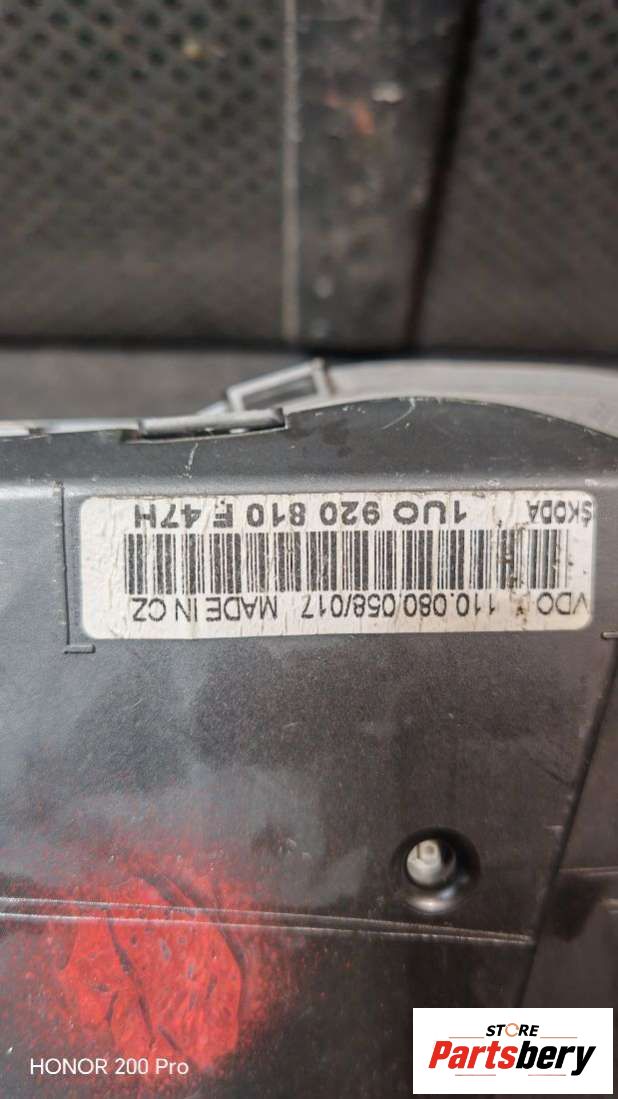 ŠKODA 1U0 920 810 E 47H
VDO 110.080.058/017 MADE IN CZ
HONOR 200 Pro
STORE
Partsbery